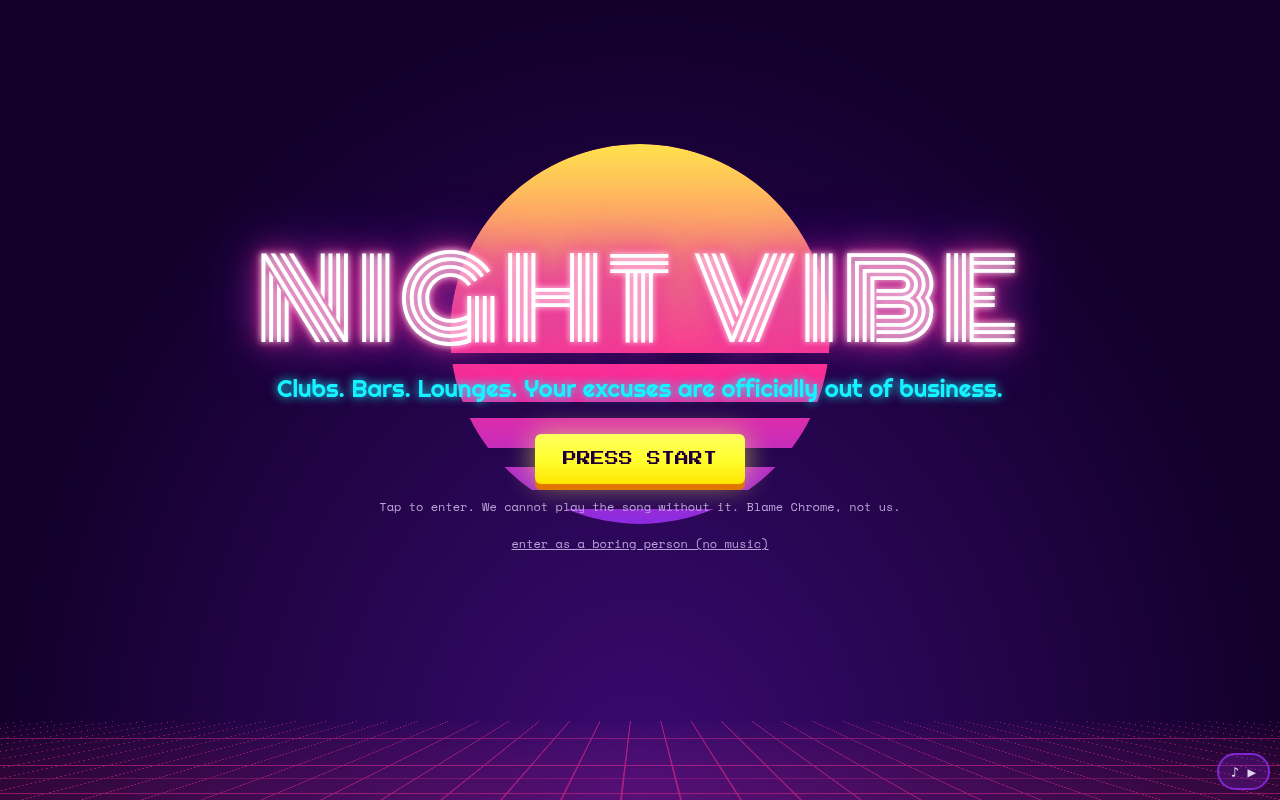 NIGHT VIBE
Clubs. Bars. Lounges. Your excuses are officially out of business.
PRESS START
Tap to enter. We cannot play the song without it. Blame Chrome, not us.
enter as a boring person (no music)
♪ ▶